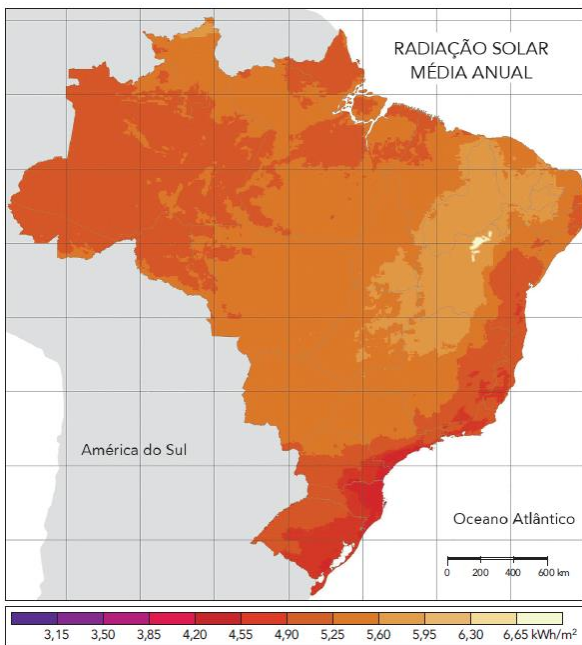 RADIAÇÃO SOLAR
MÉDIA ANUAL
América do Sul
Oceano Atlântico
0 200 400 600 km
3,15 3,50 3,85 4,20 4,55 4,90 5,25 5,60 5,95 6,30 6,65 kWh/m²